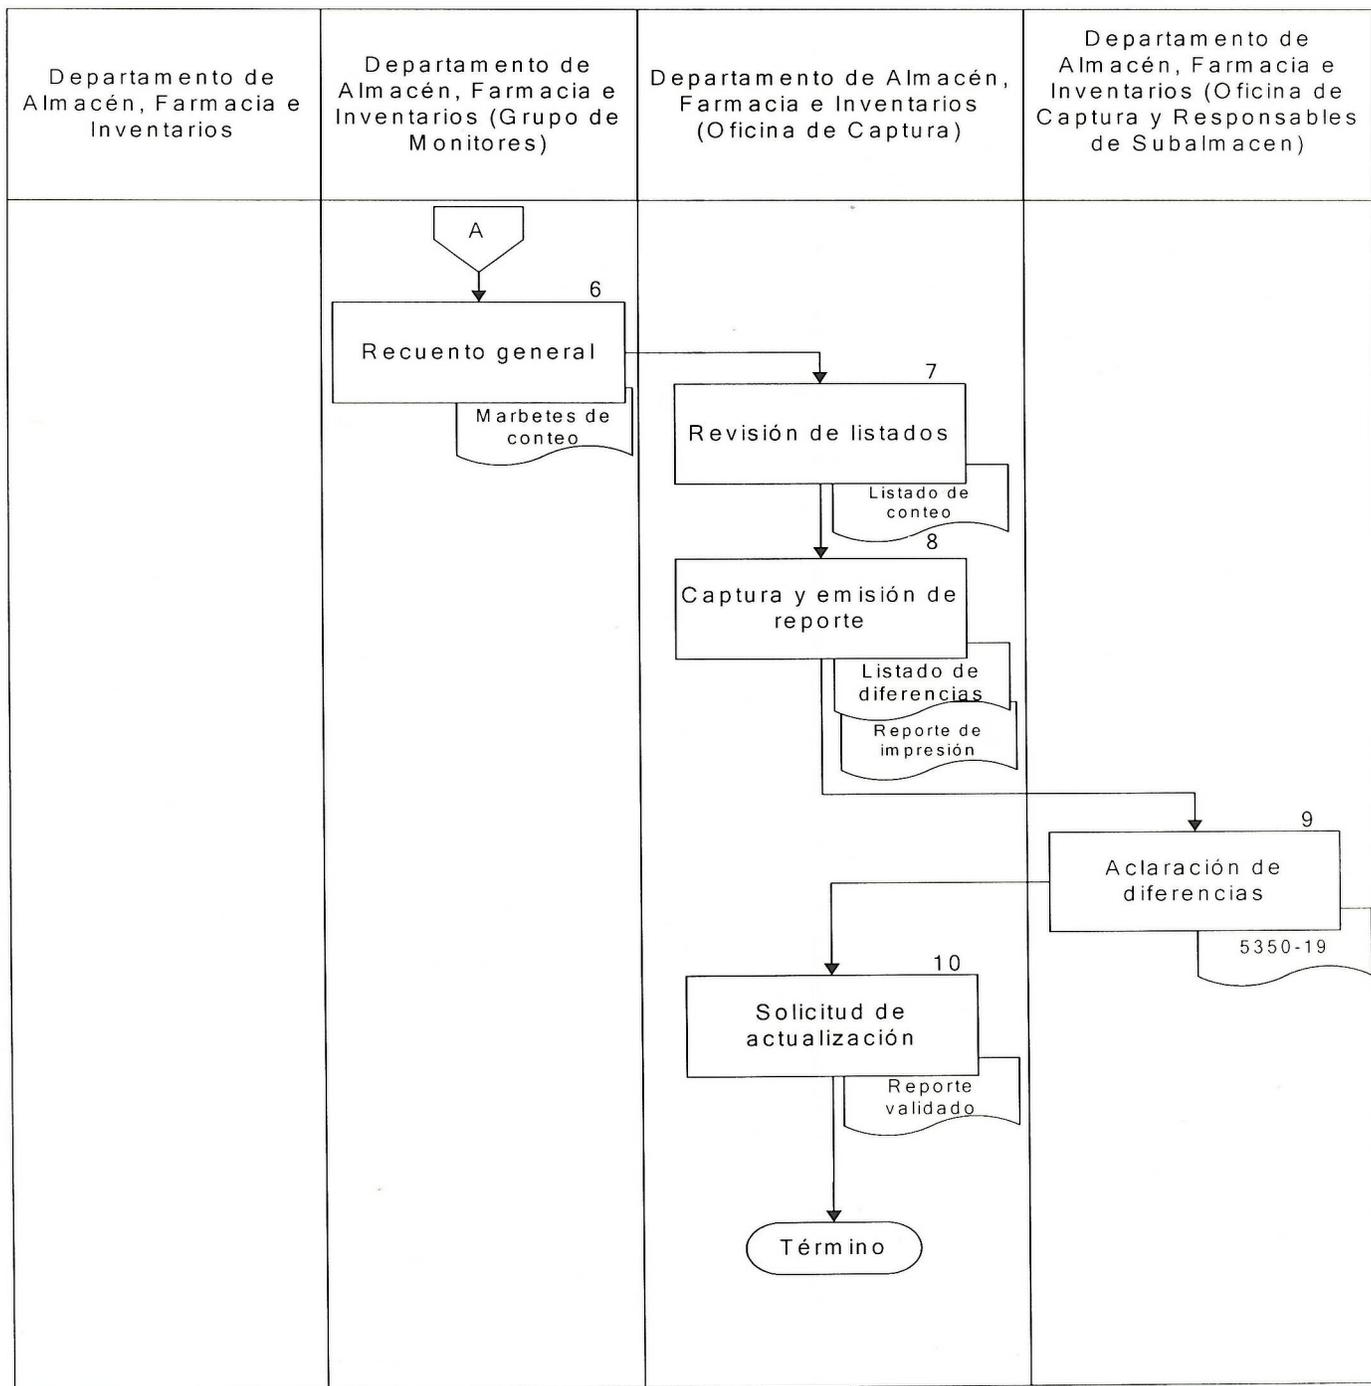 Departamento de
Almacén, Farmacia e
Inventarios
Departamento de
Almacén, Farmacia e
Inventarios (Grupo de
Monitores)
Departamento de Almacén,
Farmacia e Inventarios
(Oficina de Captura)
Departamento de
Almacén, Farmacia e
Inventarios (Oficina de
Captura y Responsables
de Subalmacen)
A
6
Recuento general
Marbetes de
conteo
7
Revisión de listados
Listado de
conteo
8
Captura y emisión de
reporte
Listado de
diferencias
Reporte de
impresión
9
Aclaración de
diferencias
5350-19
10
Solicitud de
actualización
Reporte
validado
Término